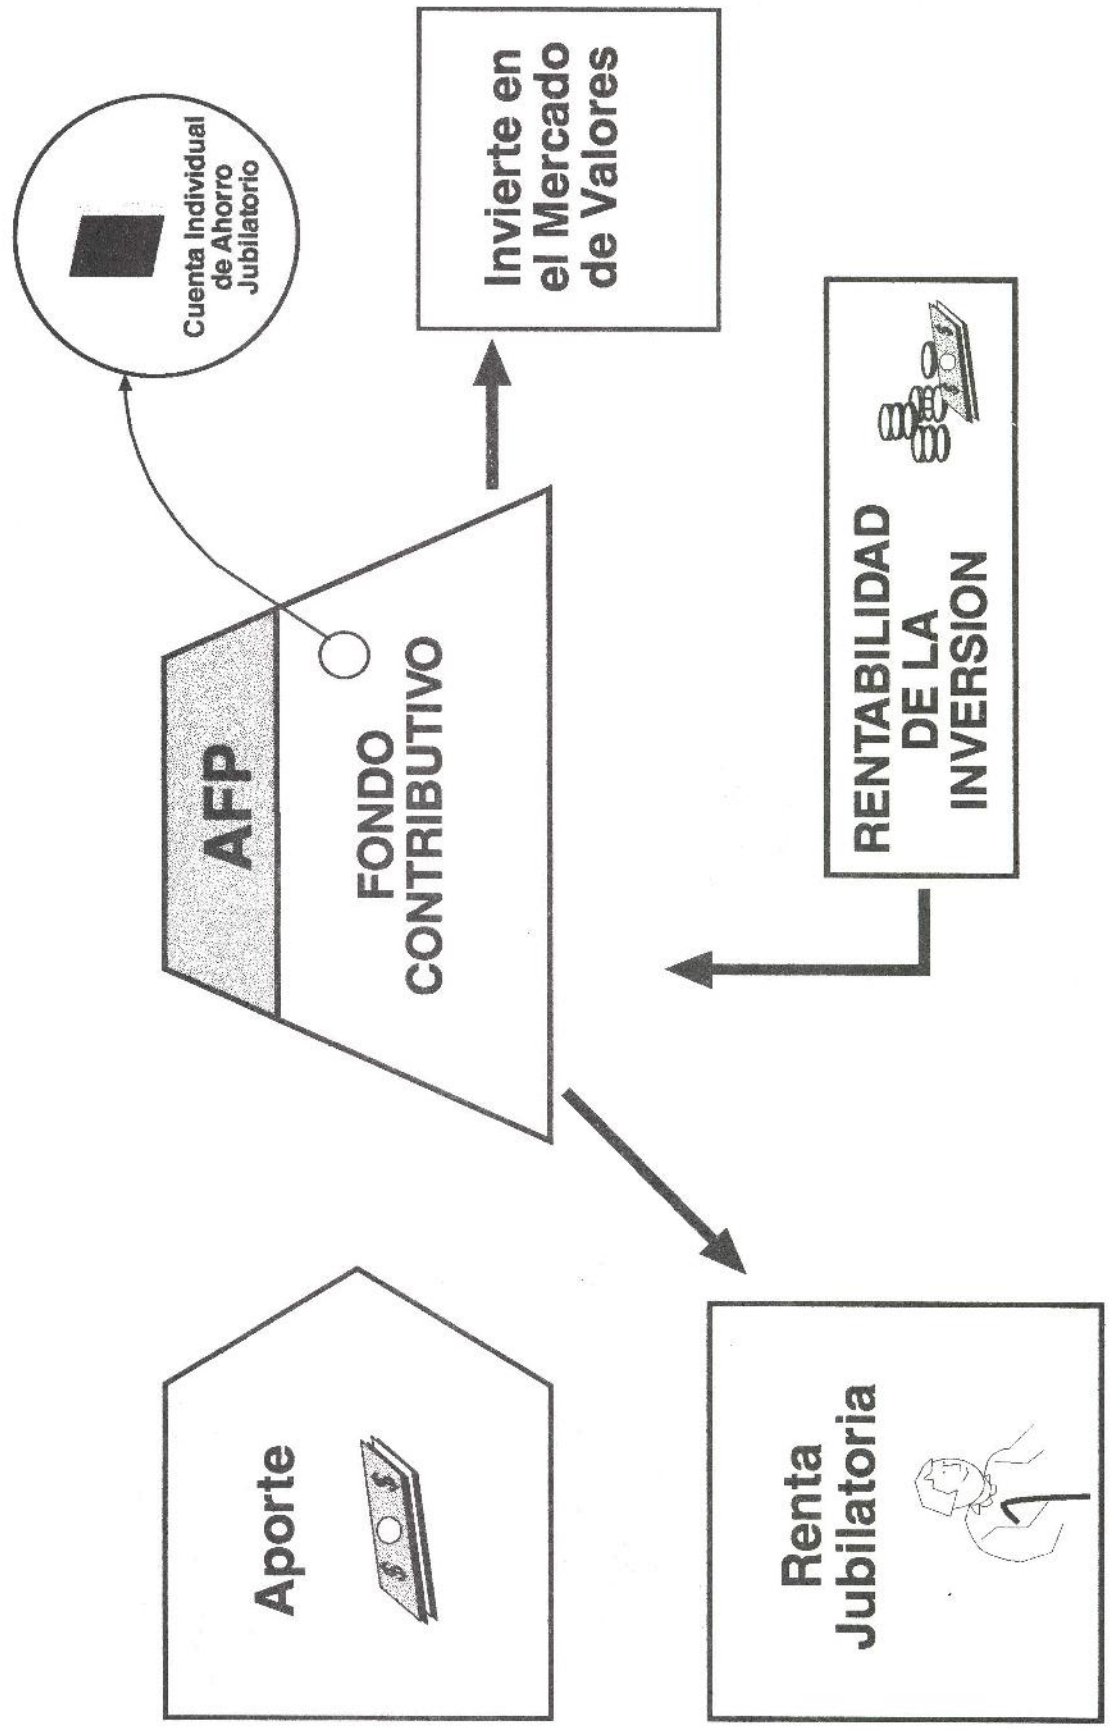 Aporte
AFP
FONDO
CONTRIBUTIVO
Cuenta Individual
de Ahorro
Jubilatorio
Invierte en
el Mercado
de Valores
Renta
Jubilatoria
RENTABILIDAD
DE LA
INVERSION